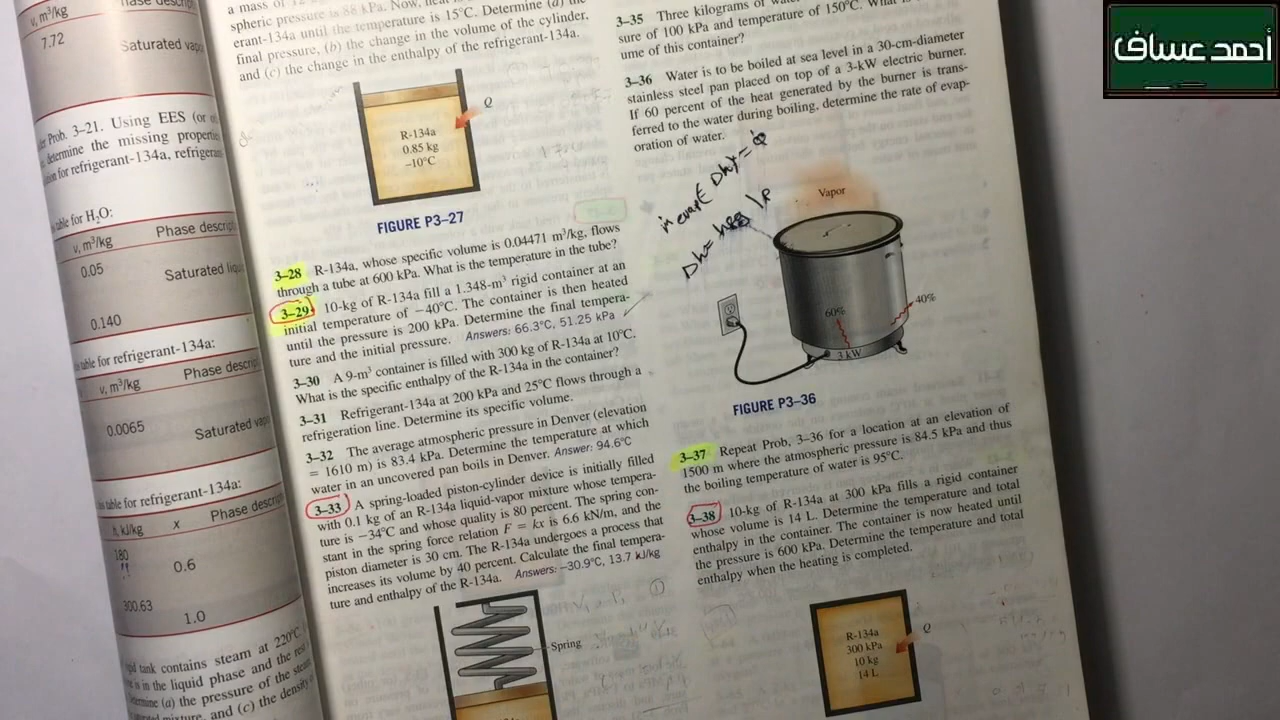 v, m³/kg
7.72
Saturated
Prob. 3–21. Using EES (or
determine the missing
for refrigerant-134a,
table for H₂O:
v, m³/kg Phase
0.05 Saturated
0.140
table for refrigerant-134a:
v, m³/kg Phase
0.0065 Saturated
table for refrigerant-134a:
h, kJ/kg x Phase
180 0.6
300.63 1.0
tank contains steam at 220°C.
is in the liquid phase and the
(a) the pressure of the
mixture, and (c) the density
a mass of
spheric pressure is 88 kPa. Now,
erant-134a until the temperature is 15°C. Determine (a) the
final pressure, (b) the change in the volume of the cylinder,
and (c) the change in the enthalpy of the refrigerant-134a.
Q
R-134a
0.85 kg
–10°C
FIGURE P3–27
3–28 R-134a, whose specific volume is 0.04471 m³/kg, flows
through a tube at 600 kPa. What is the temperature in the tube?
3–29 10-kg of R-134a fill a 1.348-m³ rigid container at an
initial temperature of –40°C. The container is then heated
until the pressure is 200 kPa. Determine the final tempera-
ture and the initial pressure. Answers: 66.3°C, 51.25 kPa
3–30 A 9-m³ container is filled with 300 kg of R-134a at 10°C.
What is the specific enthalpy of the R-134a in the container?
3–31 Refrigerant-134a at 200 kPa and 25°C flows through a
refrigeration line. Determine its specific volume.
3–32 The average atmospheric pressure in Denver (elevation
= 1610 m) is 83.4 kPa. Determine the temperature at which
water in an uncovered pan boils in Denver. Answer: 94.6°C
3–33 A spring-loaded piston-cylinder device is initially filled
with 0.1 kg of an R-134a liquid-vapor mixture whose tempera-
ture is –34°C and whose quality is 80 percent. The spring con-
stant in the spring force relation F = kx is 6.6 kN/m, and the
piston diameter is 30 cm. The R-134a undergoes a process that
increases its volume by 40 percent. Calculate the final tempera-
ture and enthalpy of the R-134a. Answers: –30.9°C, 13.7 kJ/kg
Spring
3–35 Three kilograms of
sure of 100 kPa and temperature of 150°C.
ume of this container?
3–36 Water is to be boiled at sea level in a 30-cm-diameter
stainless steel pan placed on top of a 3-kW electric burner.
If 60 percent of the heat generated by the burner is trans-
ferred to the water during boiling, determine the rate of evap-
oration of water.
Vapor
60%
40%
3 kW
FIGURE P3–36
3–37 Repeat Prob. 3–36 for a location at an elevation of
1500 m where the atmospheric pressure is 84.5 kPa and thus
the boiling temperature of water is 95°C.
3–38 10-kg of R-134a at 300 kPa fills a rigid container
whose volume is 14 L. Determine the temperature and total
enthalpy in the container. The container is now heated until
the pressure is 600 kPa. Determine the temperature and total
enthalpy when the heating is completed.
R-134a
300 kPa
10 kg
14 L
Q
أحمد عساف